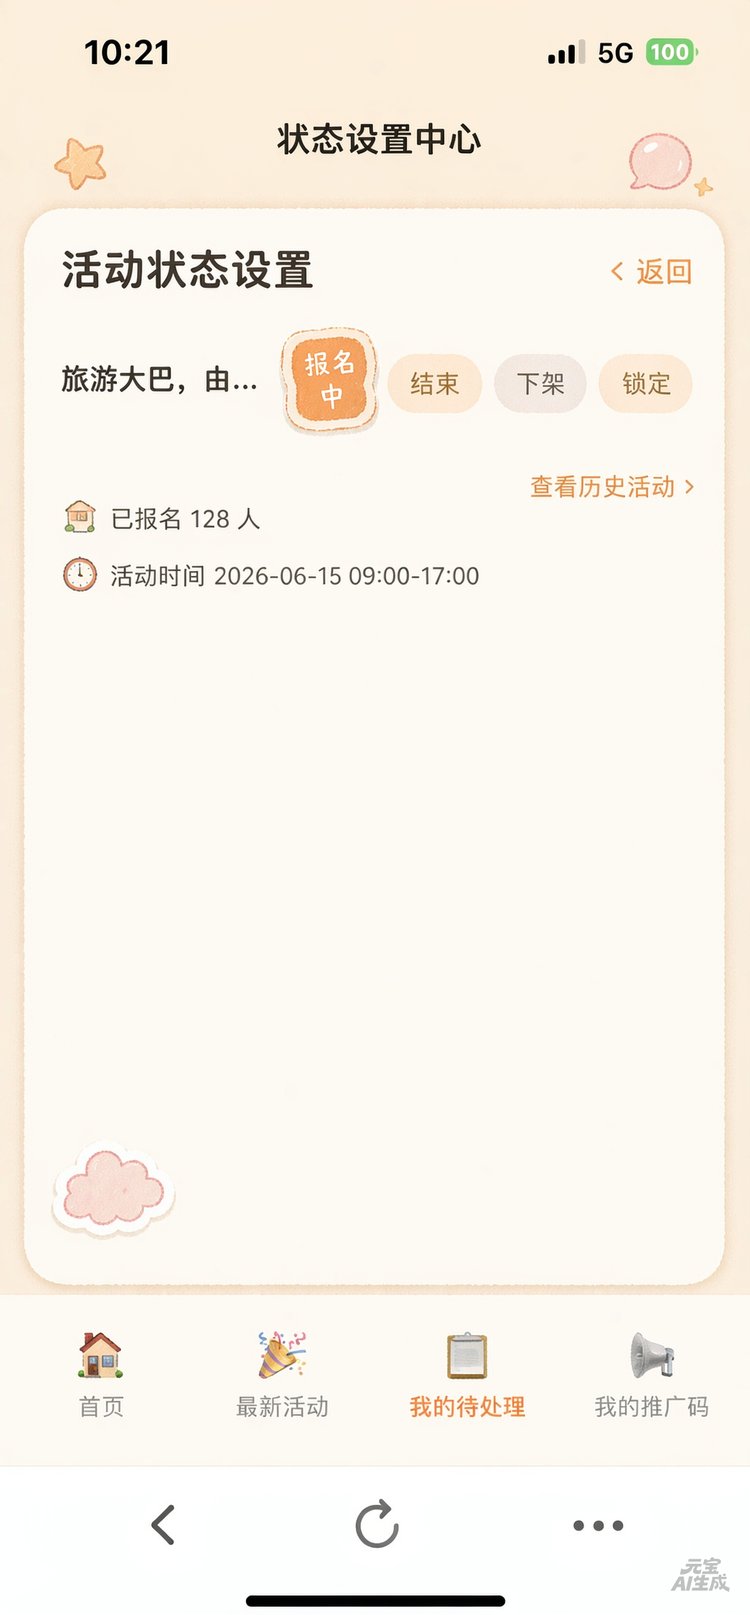 10:21 5G 100
状态设置中心
活动状态设置
返回
旅游大巴，由...
报名
中
结束
下架
锁定
查看历史活动
已报名 128 人
活动时间 2026-06-15 09:00-17:00
首页
最新活动
我的待处理
我的推广码
元宝
AI生成